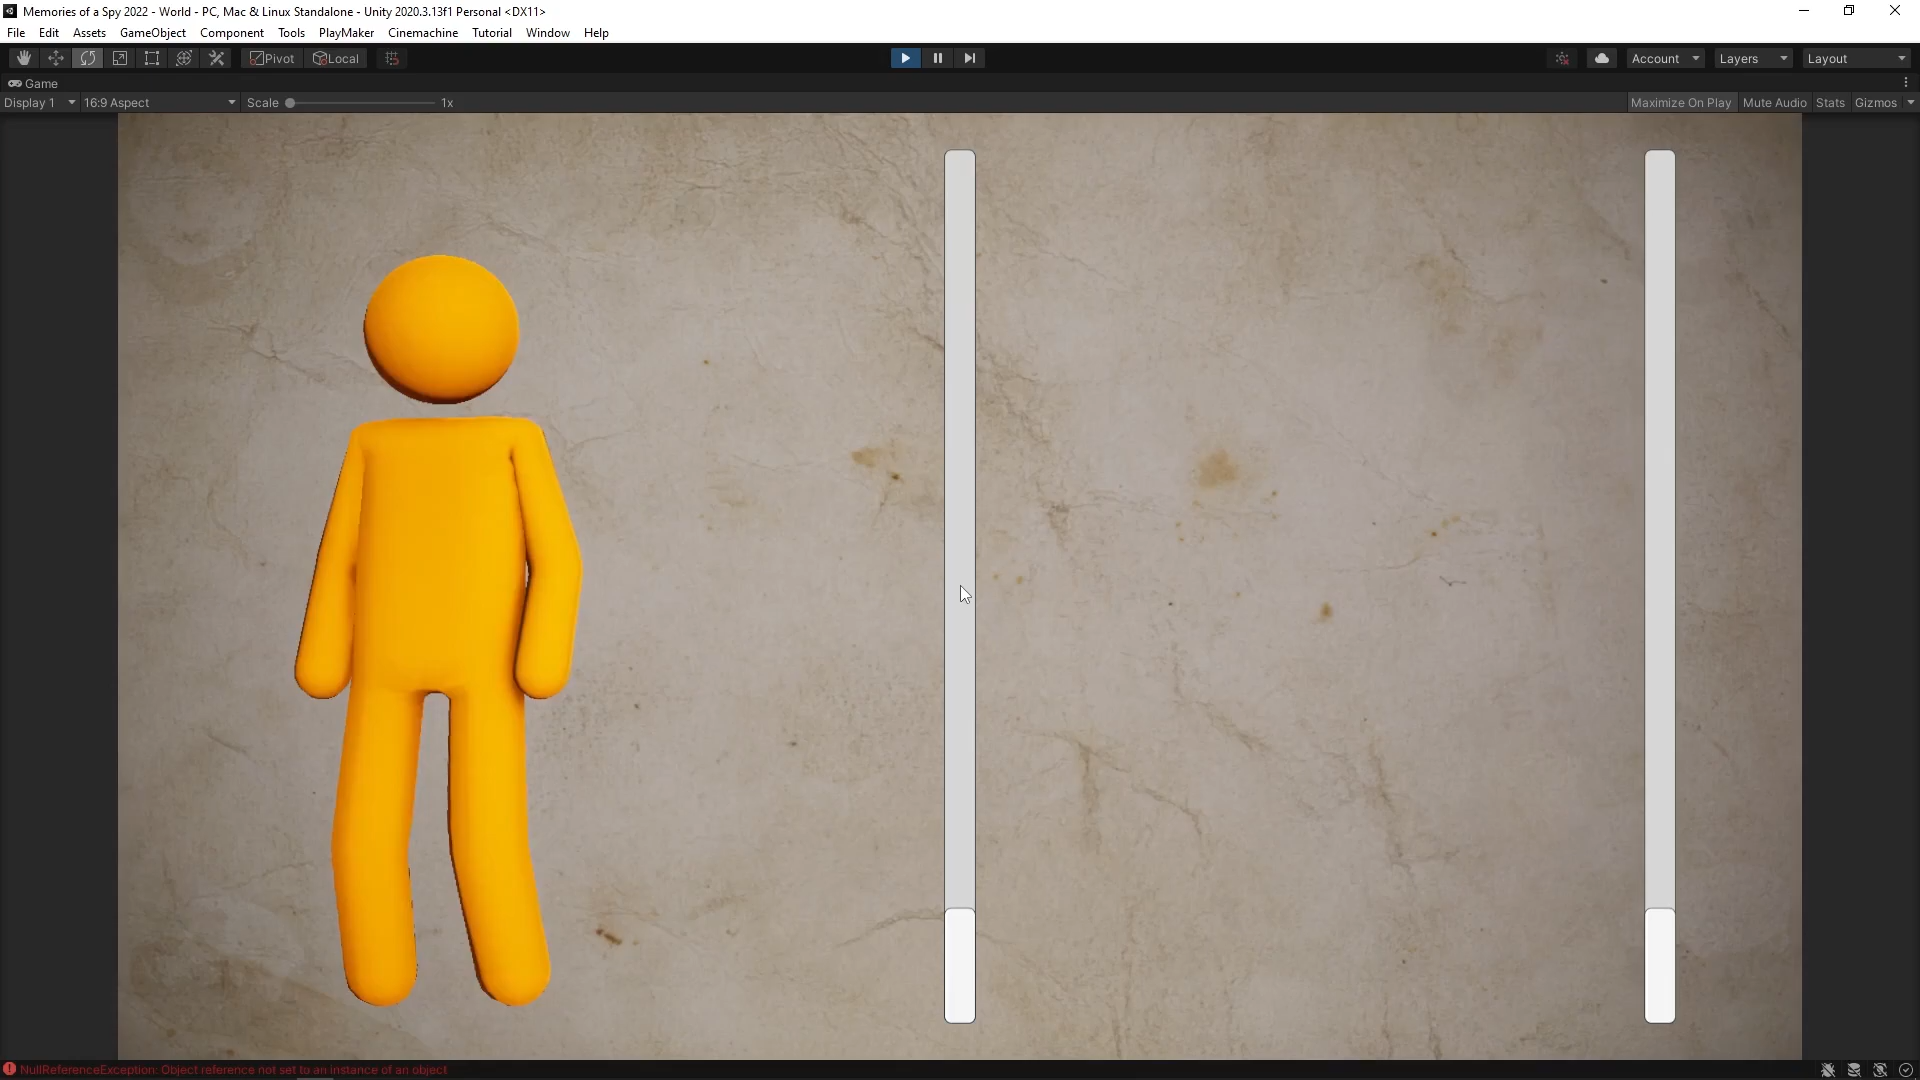 Memories of a Spy 2022 - World - PC, Mac & Linux Standalone - Unity 2020.3.13f1 Personal <DX11>
File Edit Assets GameObject Component Tools PlayMaker Cinemachine Tutorial Window Help
Pivot Local Account Layers Layout
Game
Display 1 16:9 Aspect Scale 1x Maximize On Play Mute Audio Stats Gizmos
NullReferenceException: Object reference not set to an instance of an object